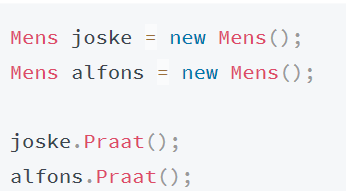 Mens joske = new Mens();
Mens alfons = new Mens();
joske.Praat();
alfons.Praat();